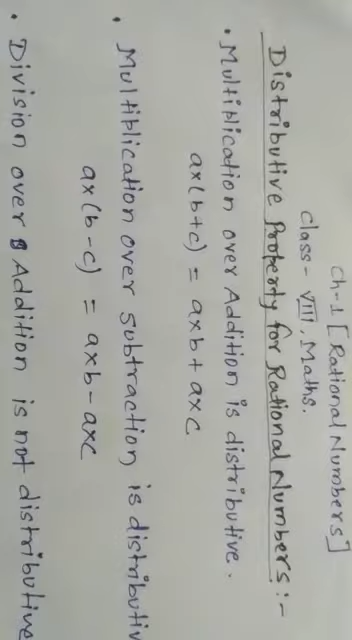 Ch-1 [Rational Numbers]
Class - VIII, Maths.
Distributive Property for Rational Numbers :-
• Multiplication over Addition is distributive.
a×(b+c) = a×b + a×c
• Multiplication over subtraction is distributiv
a×(b-c) = a×b - a×c
• Division over Addition is not distributive